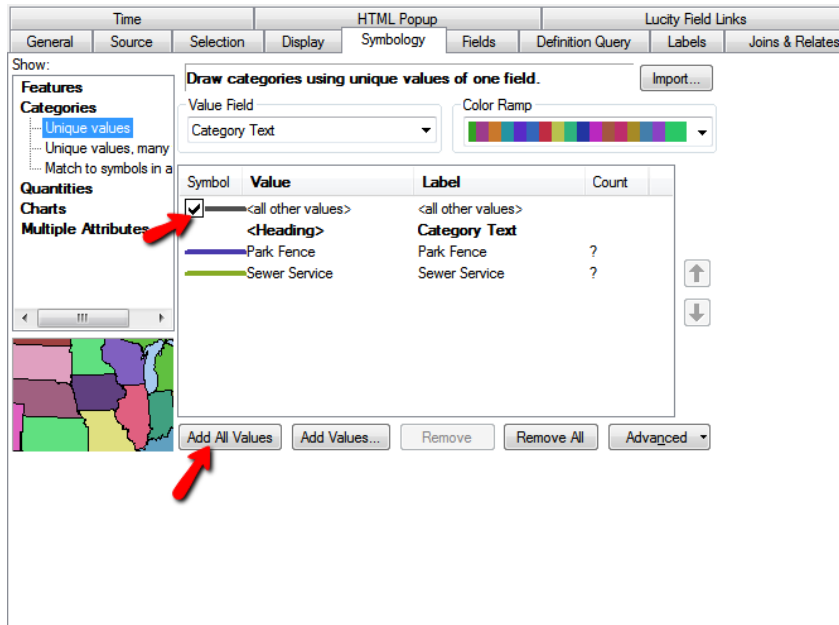 Time HTML Popup Lucity Field Links
General Source Selection Display Symbology Fields Definition Query Labels Joins & Relates
Show:
Features
Categories
Unique values
Unique values, many
Match to symbols in a
Quantities
Charts
Multiple Attributes
Draw categories using unique values of one field.
Import...
Value Field
Category Text
Color Ramp
Symbol Value Label Count
<all other values> <all other values>
<Heading> Category Text
Park Fence Park Fence ?
Sewer Service Sewer Service ?
Add All Values Add Values... Remove Remove All Advanced